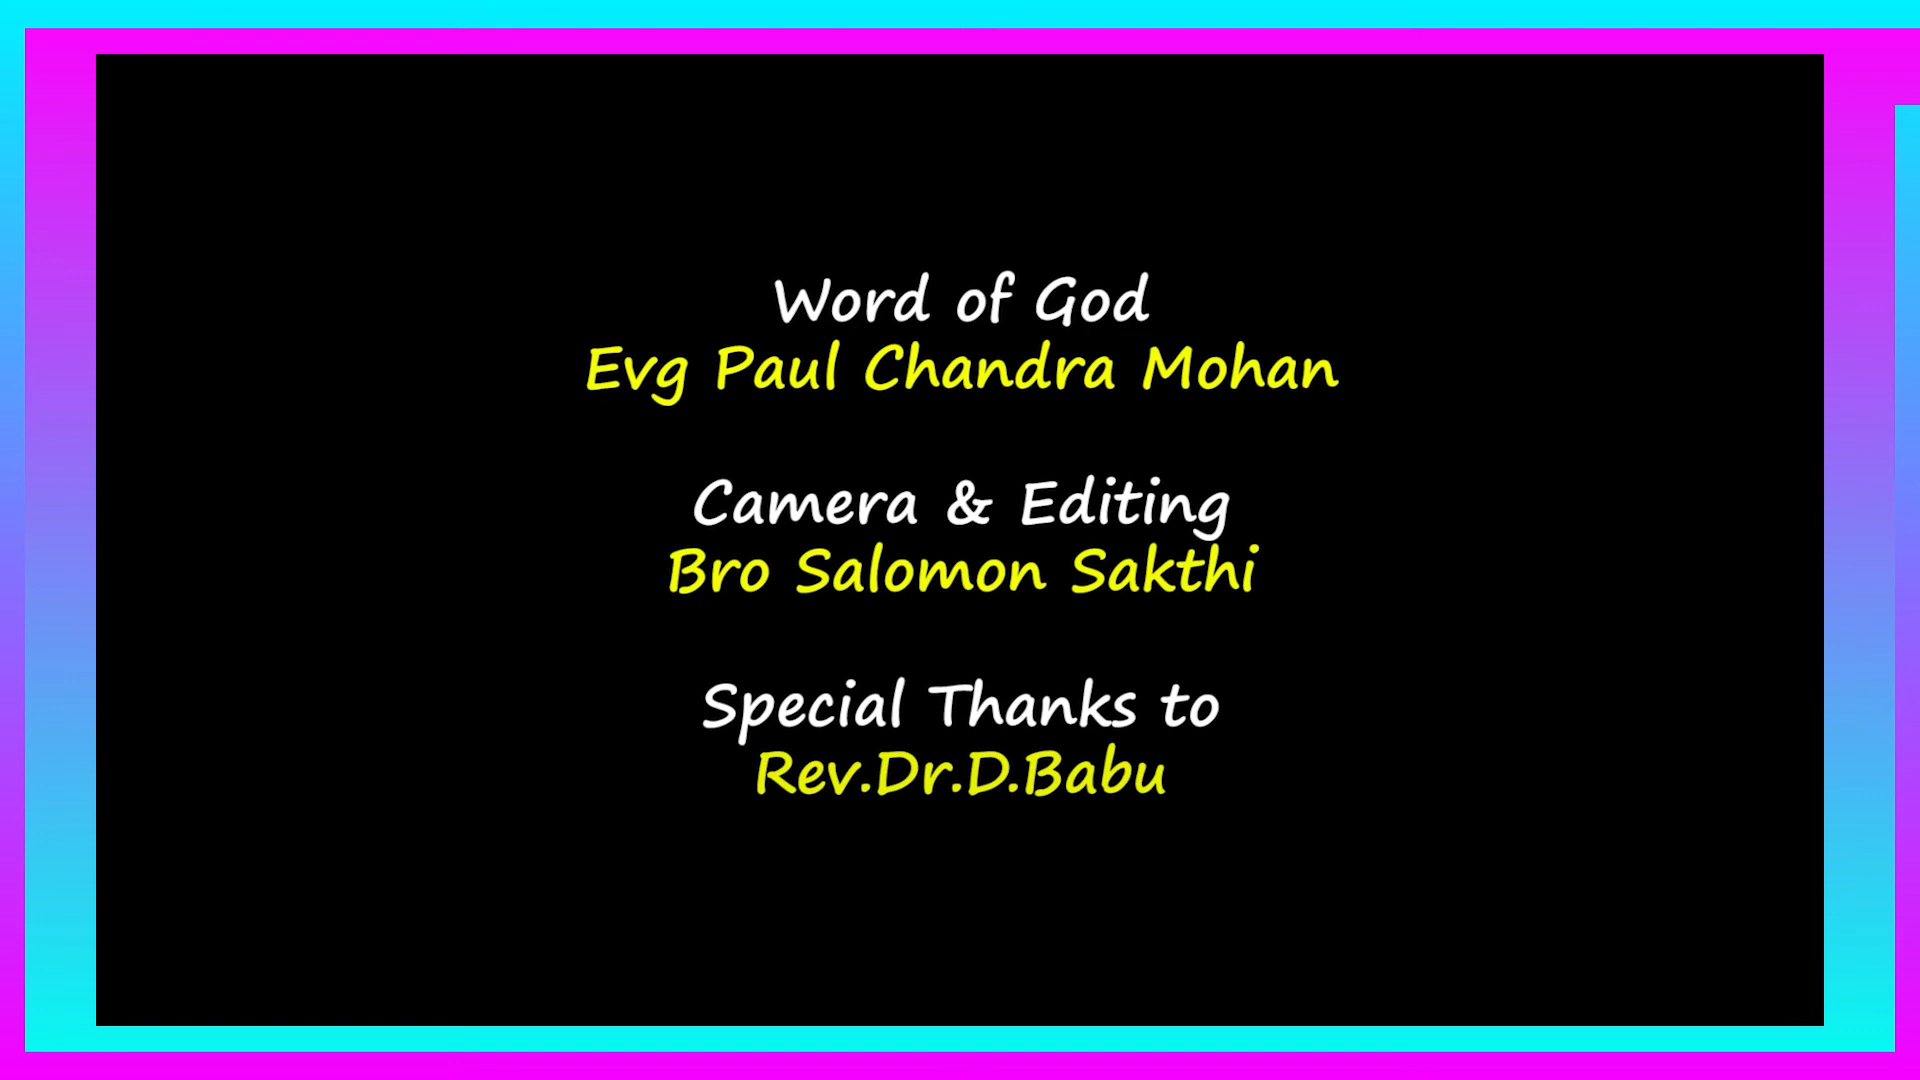 Word of God
Evg Paul Chandra Mohan
Camera & Editing
Bro Salomon Sakthi
Special Thanks to
Rev.Dr.D.Babu